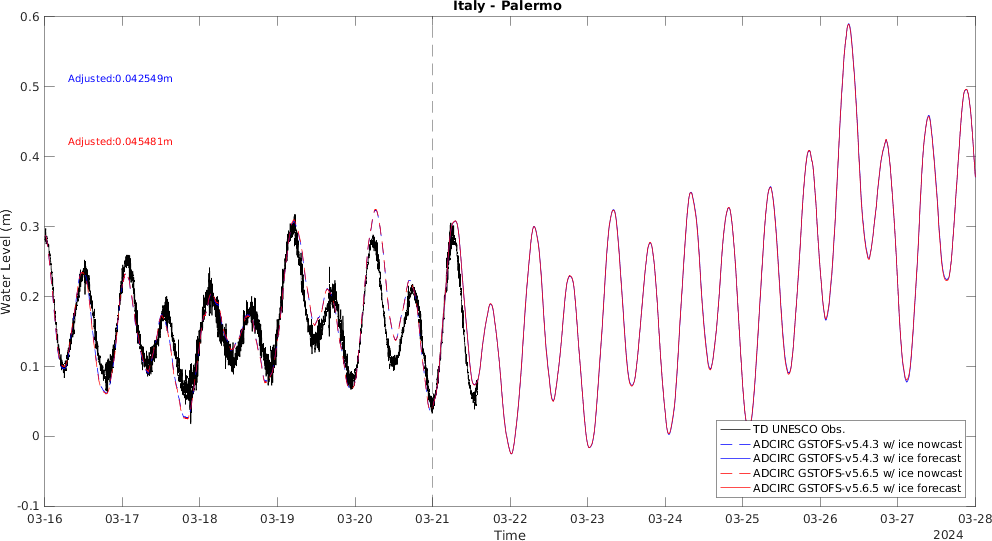 Italy - Palermo
0.6
0.5
0.4
0.3
0.2
0.1
0
-0.1
Water Level (m)
Adjusted:0.042549m
Adjusted:0.045481m
TD UNESCO Obs.
ADCIRC GSTOFS-v5.4.3 w/ ice nowcast
ADCIRC GSTOFS-v5.4.3 w/ ice forecast
ADCIRC GSTOFS-v5.6.5 w/ ice nowcast
ADCIRC GSTOFS-v5.6.5 w/ ice forecast
03-16 03-17 03-18 03-19 03-20 03-21 03-22 03-23 03-24 03-25 03-26 03-27 03-28
Time
2024